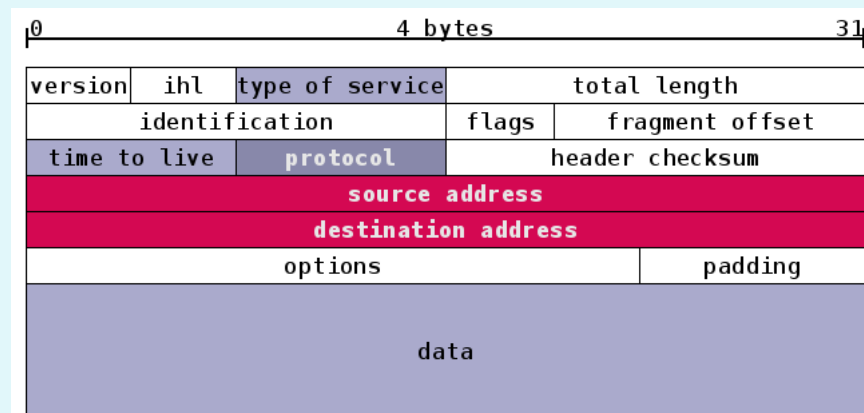 0 4 bytes 31
version ihl type of service total length
identification flags fragment offset
time to live protocol header checksum
source address
destination address
options padding
data